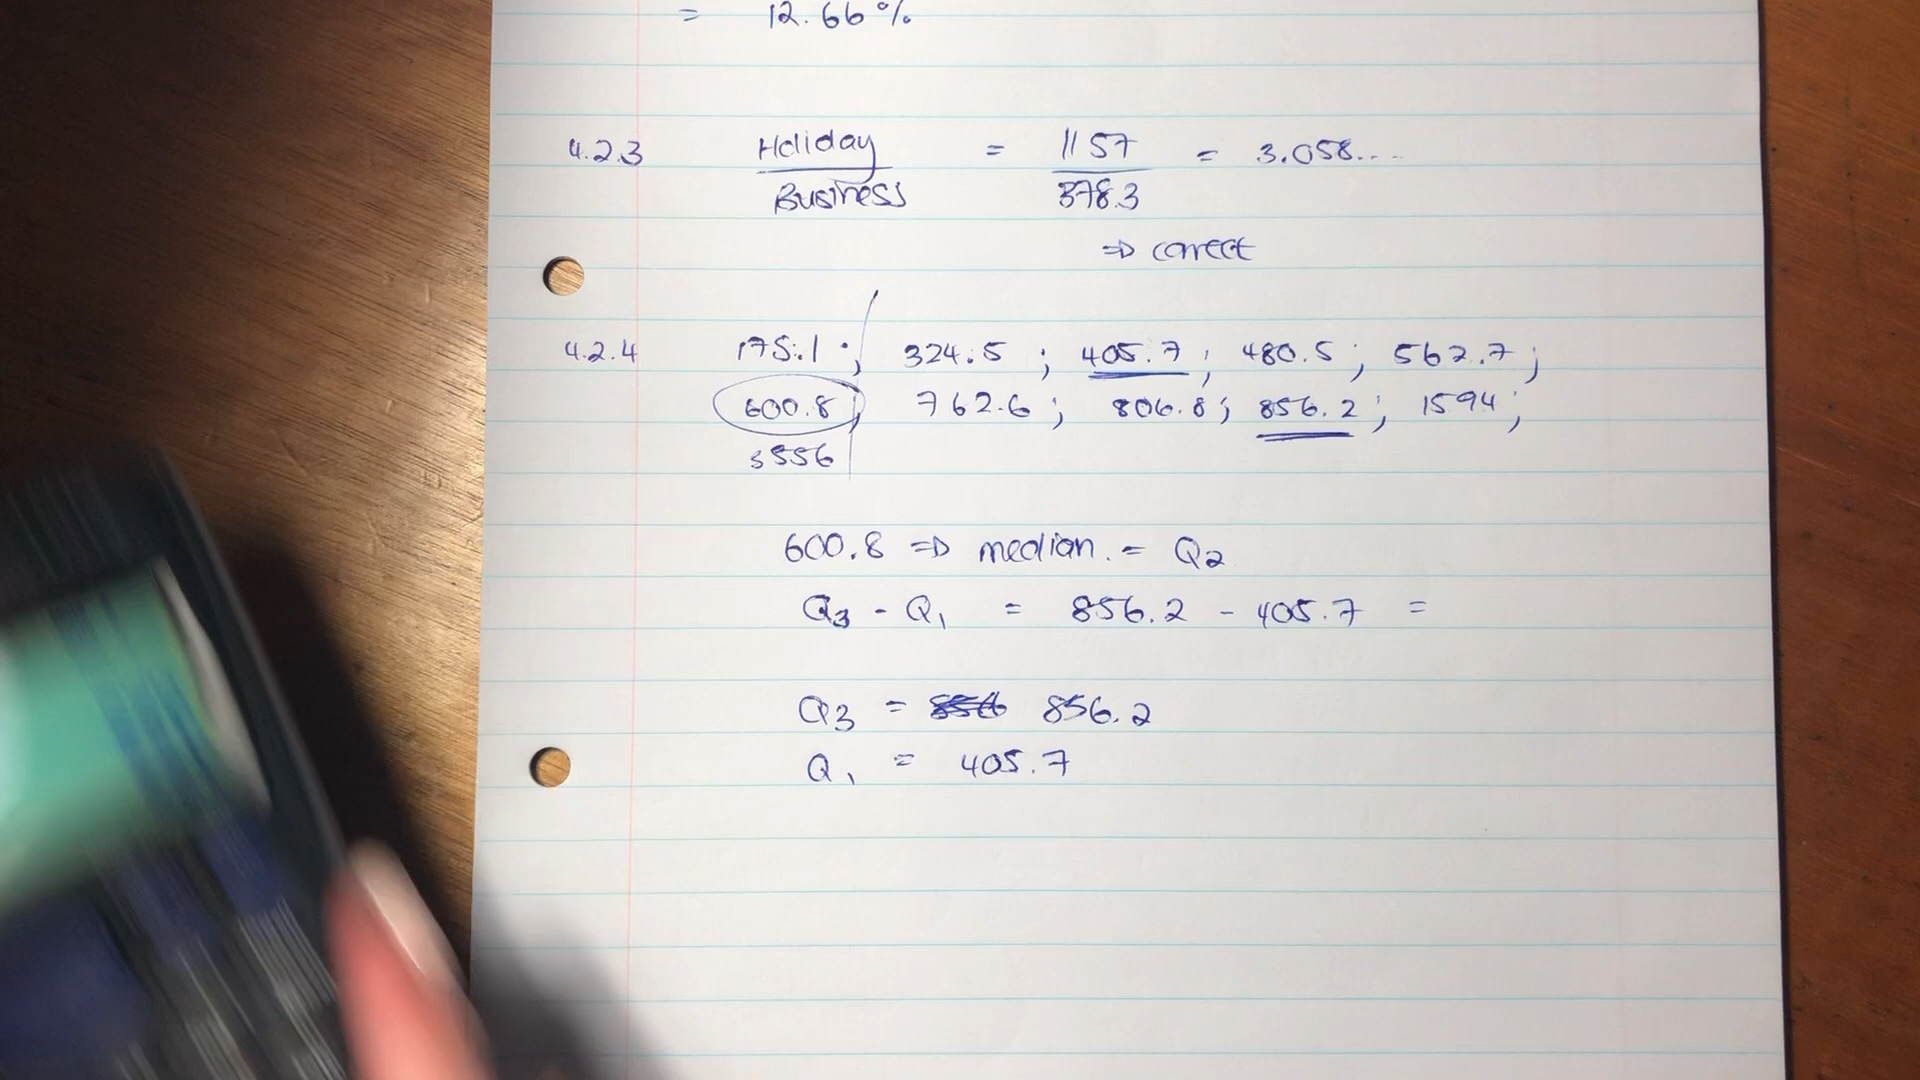 = 12.66%
4.2.3 Holiday = 1157 = 3.058...
Business 378.3
⇒ correct
4.2.4 175.1 ; 324.5 ; 405.7 ; 480.5 ; 562.7 ;
600.8 ; 762.6 ; 806.8 ; 856.2 ; 1594 ;
3556
600.8 ⇒ median. = Q2
Q3 - Q1 = 856.2 - 405.7 =
Q3 = 856.2
Q1 = 405.7